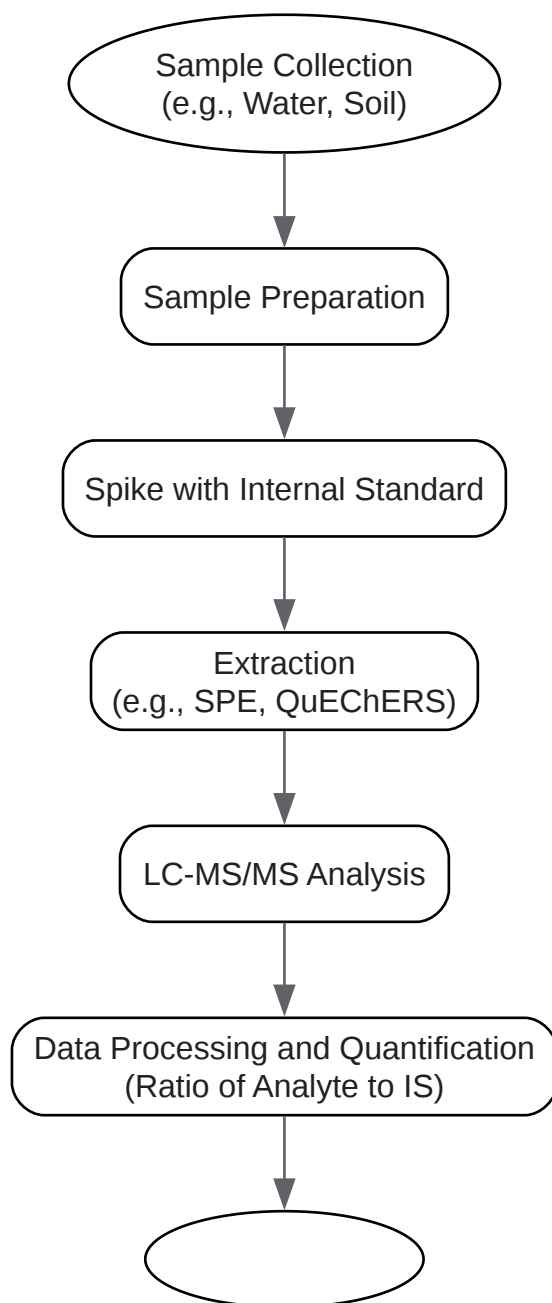 Sample Collection
(e.g., Water, Soil)
Sample Preparation
Spike with Internal Standard
Extraction
(e.g., SPE, QuEChERS)
LC-MS/MS Analysis
Data Processing and Quantification
(Ratio of Analyte to IS)